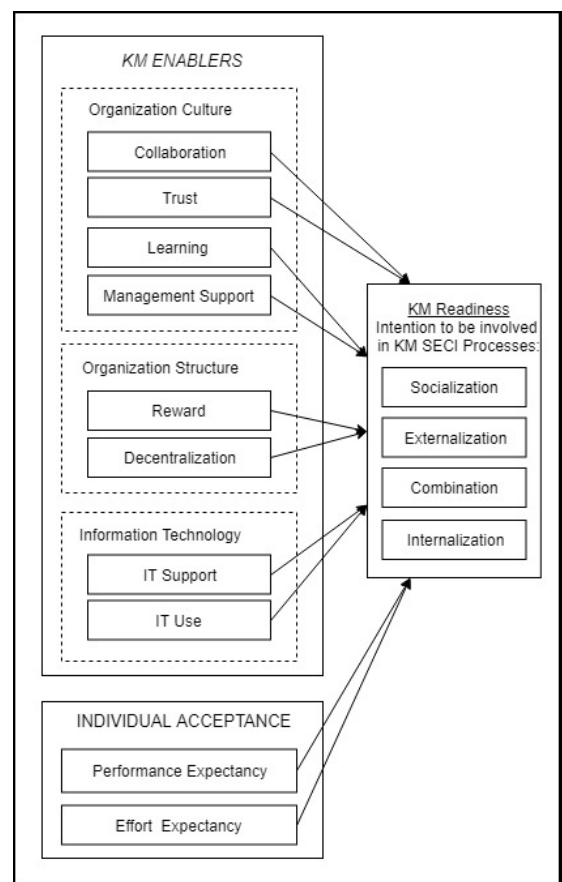 KM ENABLERS
Organization Culture
Collaboration
Trust
Learning
Management Support
Organization Structure
Reward
Decentralization
Information Technology
IT Support
IT Use
INDIVIDUAL ACCEPTANCE
Performance Expectancy
Effort Expectancy
KM Readiness
Intention to be involved
in KM SECI Processes:
Socialization
Externalization
Combination
Internalization